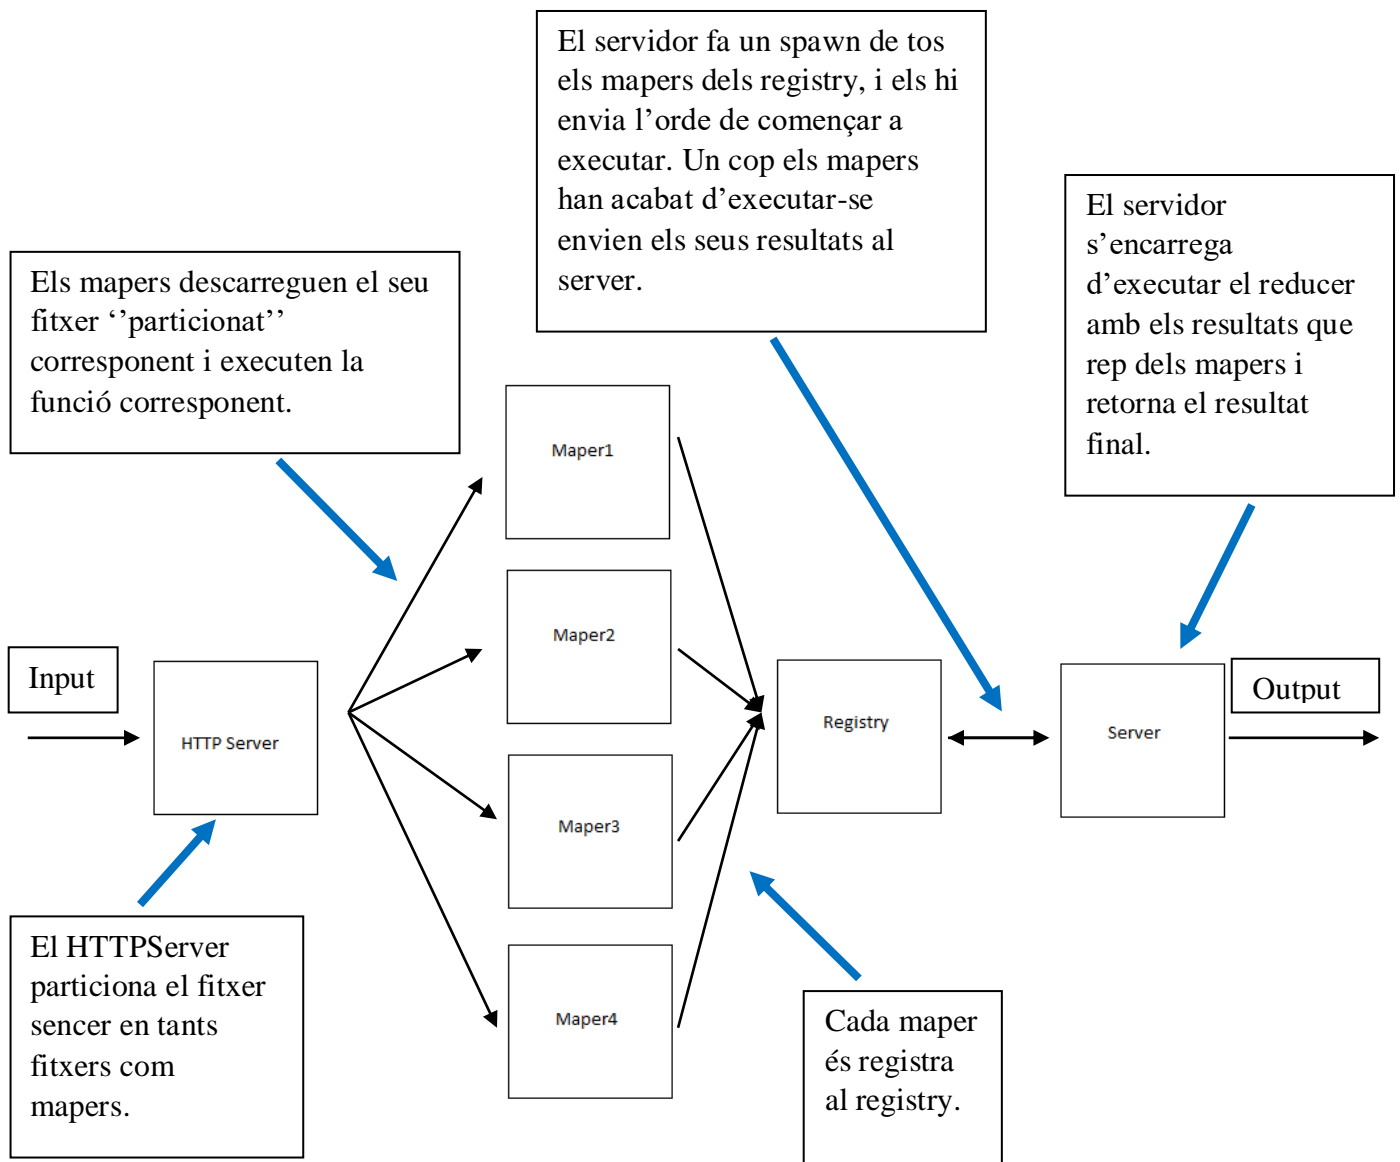 El servidor fa un spawn de tos
els mapers dels registry, i els hi
envia l’orde de començar a
executar. Un cop els mapers
han acabat d’executar-se
envien els seus resultats al
server.
El servidor
s’encarrega
d’executar el reducer
amb els resultats que
rep dels mapers i
retorna el resultat
final.
Els mapers descarreguen el seu
fitxer ‘’particionat’’
corresponent i executen la
funció corresponent.
Maper1
Maper2
Maper3
Maper4
Input
HTTP Server
Registry
Server
Output
El HTTPServer
particiona el fitxer
sencer en tants
fitxers com
mapers.
Cada maper
és registra
al registry.